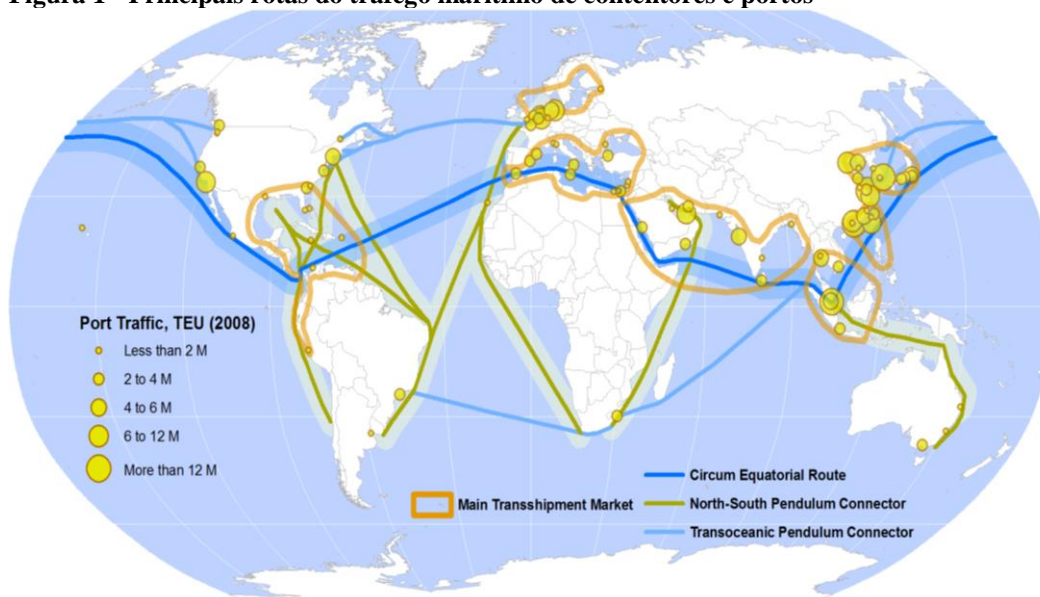 Figura 1 - Principais rotas do tráfego marítimo de contentores e portos
Port Traffic, TEU (2008)
Less than 2 M
2 to 4 M
4 to 6 M
6 to 12 M
More than 12 M
Main Transshipment Market
Circum Equatorial Route
North-South Pendulum Connector
Transoceanic Pendulum Connector